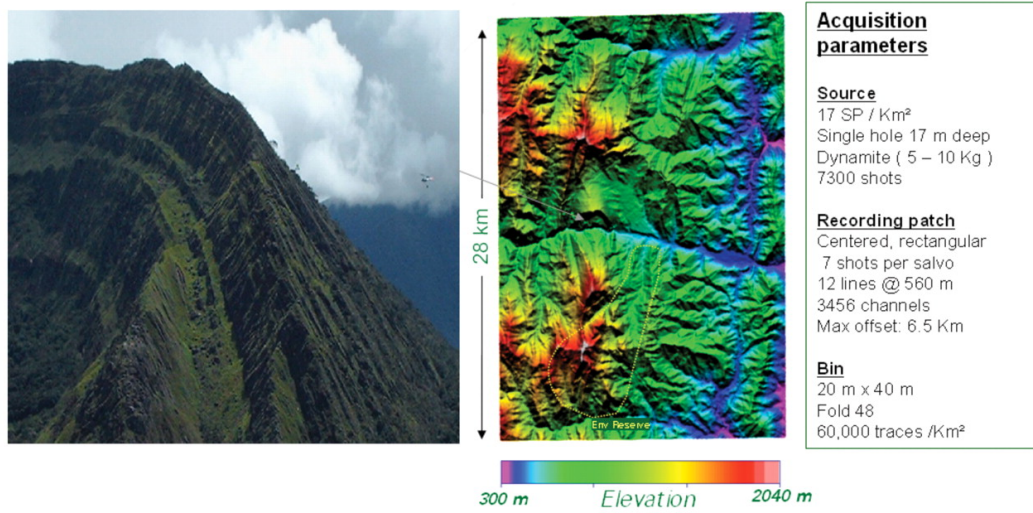 28 km
Env Reserve
300 m
Elevation
2040 m
Acquisition
parameters
Source
17 SP / Km²
Single hole 17 m deep
Dynamite ( 5 – 10 Kg )
7300 shots
Recording patch
Centered, rectangular
7 shots per salvo
12 lines @ 560 m
3456 channels
Max offset: 6.5 Km
Bin
20 m x 40 m
Fold 48
60,000 traces /Km²